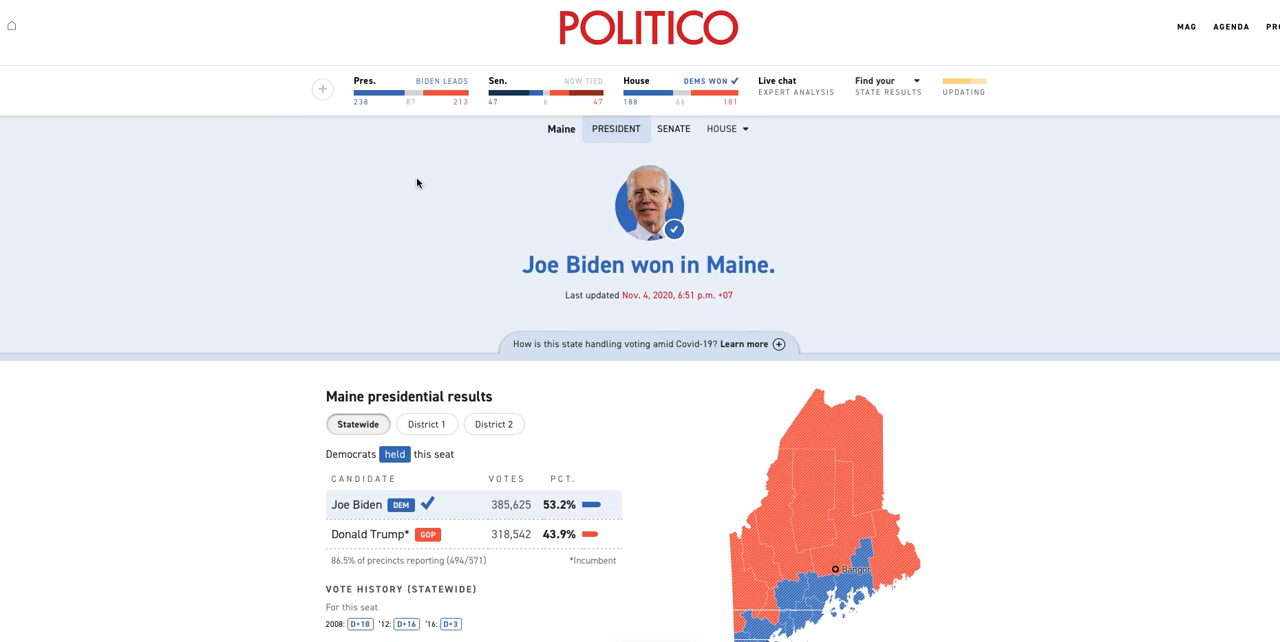 POLITICO
MAG AGENDA
Pres. BIDEN LEADS
238 87 213
Sen. NOW TIED
47 6 47
House DEMS WON
188 66 181
Live chat
EXPERT ANALYSIS
Find your
STATE RESULTS
UPDATING
Maine PRESIDENT SENATE HOUSE
Joe Biden won in Maine.
Last updated Nov. 4, 2020, 6:51 p.m. +07
How is this state handling voting amid Covid-19? Learn more
Maine presidential results
Statewide District 1 District 2
Democrats held this seat
CANDIDATE VOTES PCT.
Joe Biden DEM 385,625 53.2%
Donald Trump* GOP 318,542 43.9%
86.5% of precincts reporting (494/571) *Incumbent
VOTE HISTORY (STATEWIDE)
For this seat
2008: D+18 '12: D+16 '16: D+3
Bangor